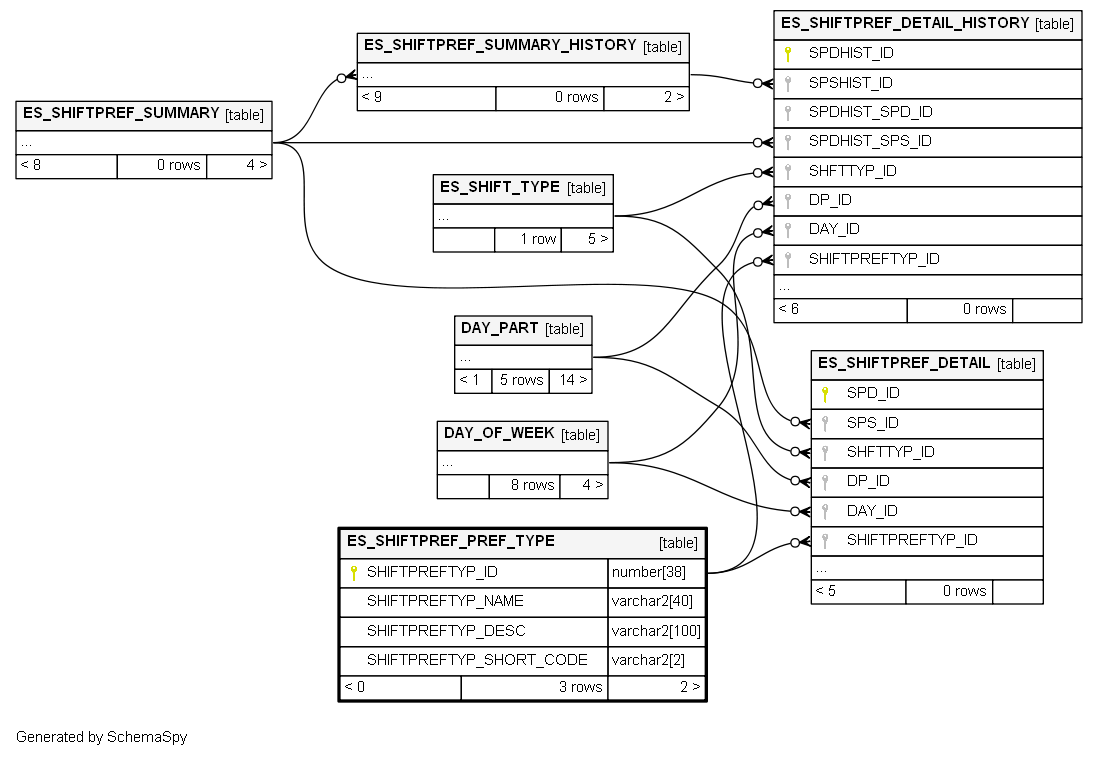 ES_SHIFTPREF_SUMMARY [table]
...
< 8 0 rows 4 >
ES_SHIFTPREF_SUMMARY_HISTORY [table]
...
< 9 0 rows 2 >
ES_SHIFT_TYPE [table]
...
1 row 5 >
DAY_PART [table]
...
< 1 5 rows 14 >
DAY_OF_WEEK [table]
...
8 rows 4 >
ES_SHIFTPREF_PREF_TYPE [table]
SHIFTPREFTYP_ID number[38]
SHIFTPREFTYP_NAME varchar2[40]
SHIFTPREFTYP_DESC varchar2[100]
SHIFTPREFTYP_SHORT_CODE varchar2[2]
< 0 3 rows 2 >
ES_SHIFTPREF_DETAIL_HISTORY [table]
SPDHIST_ID
SPSHIST_ID
SPDHIST_SPD_ID
SPDHIST_SPS_ID
SHFTTYP_ID
DP_ID
DAY_ID
SHIFTPREFTYP_ID
...
< 6 0 rows
ES_SHIFTPREF_DETAIL [table]
SPD_ID
SPS_ID
SHFTTYP_ID
DP_ID
DAY_ID
SHIFTPREFTYP_ID
...
< 5 0 rows
Generated by SchemaSpy